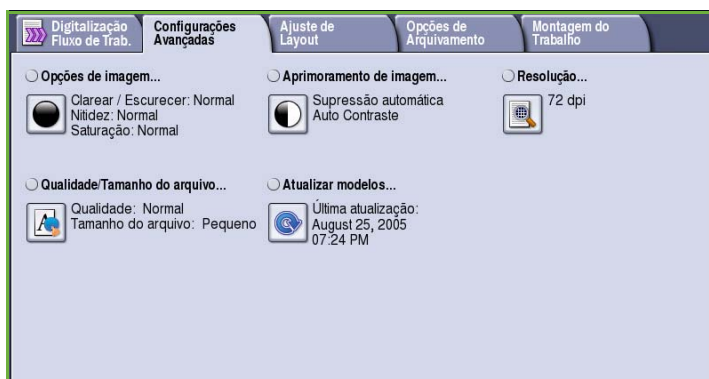 Digitalização
Fluxo de Trab.
Configurações
Avançadas
Ajuste de
Layout
Opções de
Arquivamento
Montagem do
Trabalho
Opções de imagem...
Clarear / Escurecer: Normal
Nitidez: Normal
Saturação: Normal
Aprimoramento de imagem...
Supressão automática
Auto Contraste
Resolução...
72 dpi
Qualidade/Tamanho do arquivo...
Qualidade: Normal
Tamanho do arquivo: Pequeno
Atualizar modelos...
Última atualização:
August 25, 2005
07:24 PM